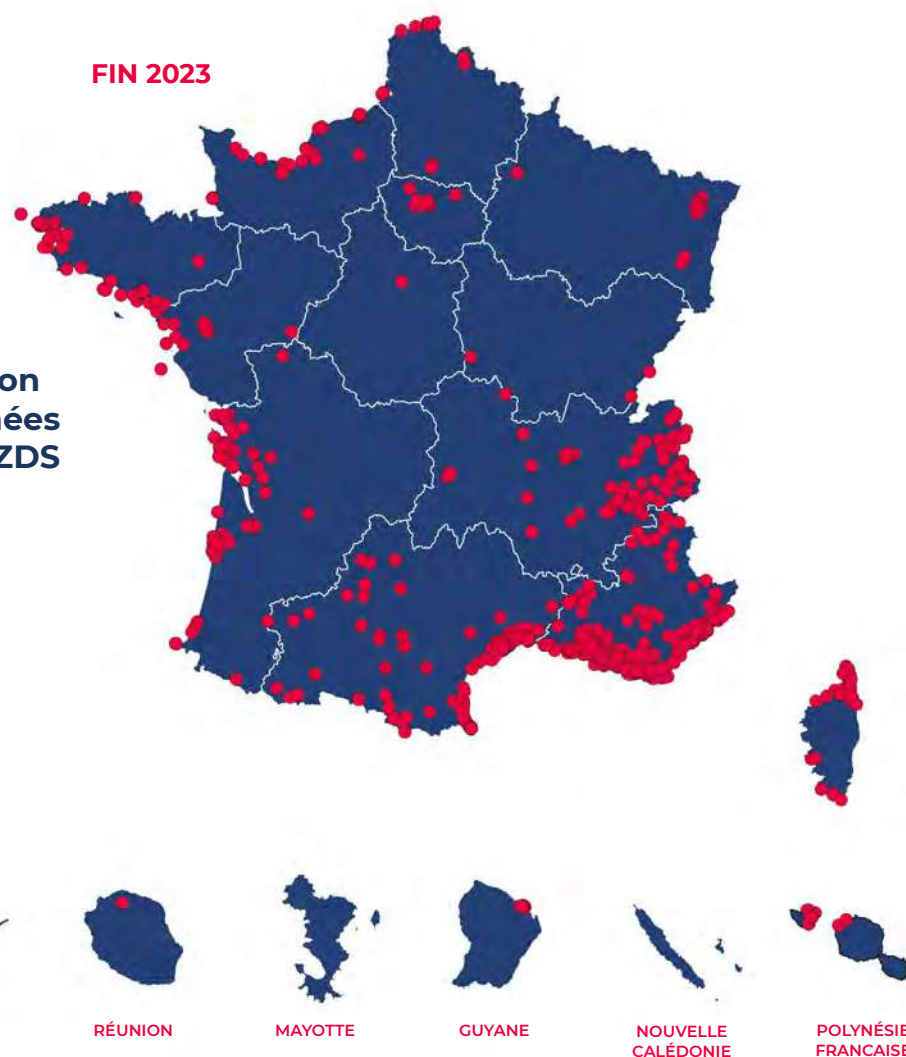 FIN 2023
on
ées
ZDS
RÉUNION
MAYOTTE
GUYANE
NOUVELLE
CALÉDONIE
POLYNÉSIE
FRANÇAISE